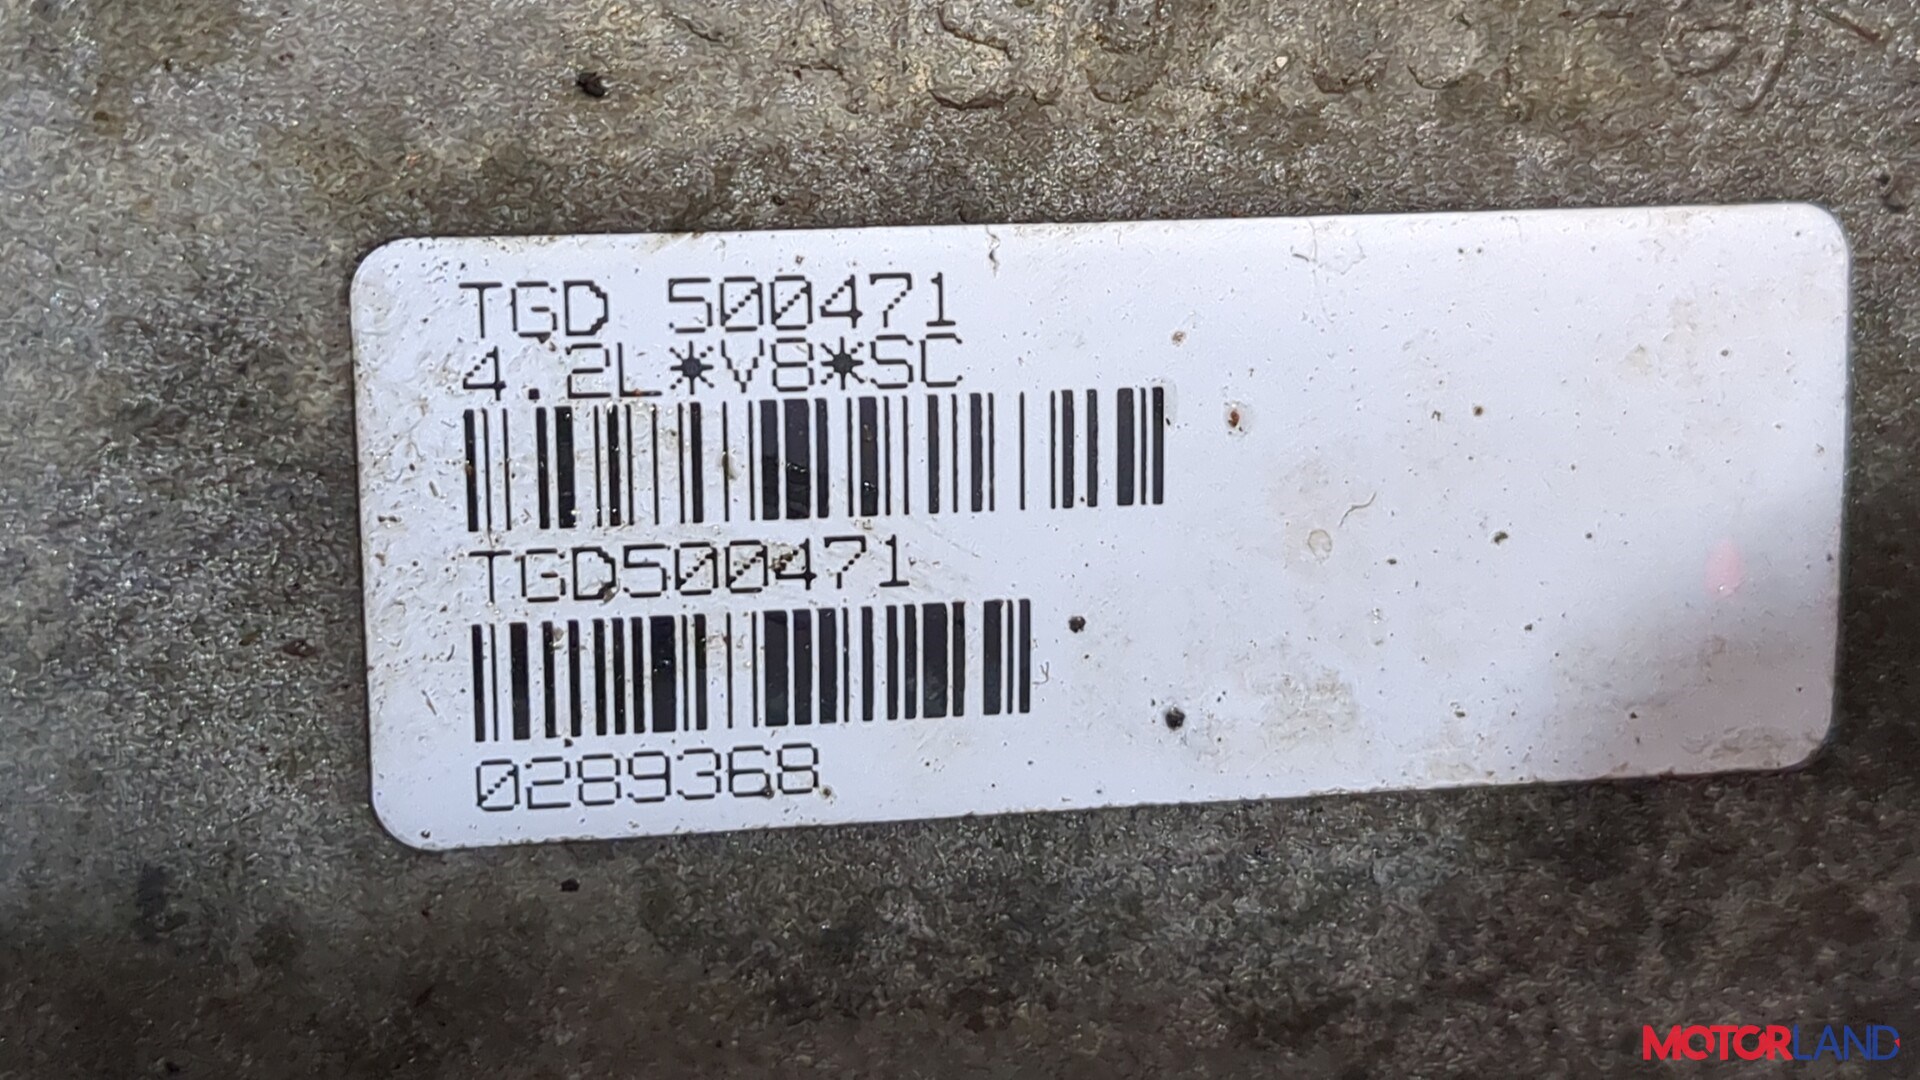 TGD 500471
4.2L*V8*SC
TGD500471
0289368
MOTORLAND